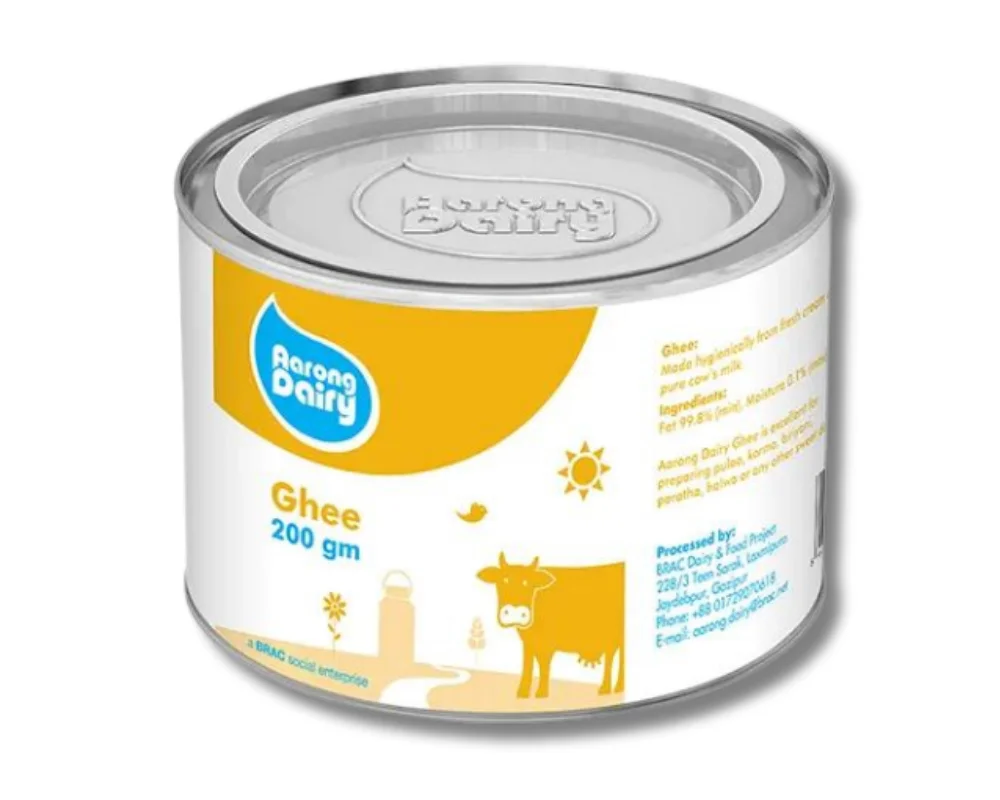 Aarong
Dairy
Aarong
Dairy
Ghee
200 gm
a BRAC social enterprise
Ghee:
Made hygienically from fresh cream
pure cow's milk
Ingredients:
Fat 99.8% (min), Moisture 0.1%
Aarong Dairy Ghee is excellent for
preparing pulao, korma, biriyani,
paratha, halwa or any other sweet
Processed by:
BRAC Dairy & Food Project
228/3 Teen Sarak, Laxmipura
Joydebpur, Gazipur
Phone: +88 01729070618
E-mail: aarong.dairy@brac.net